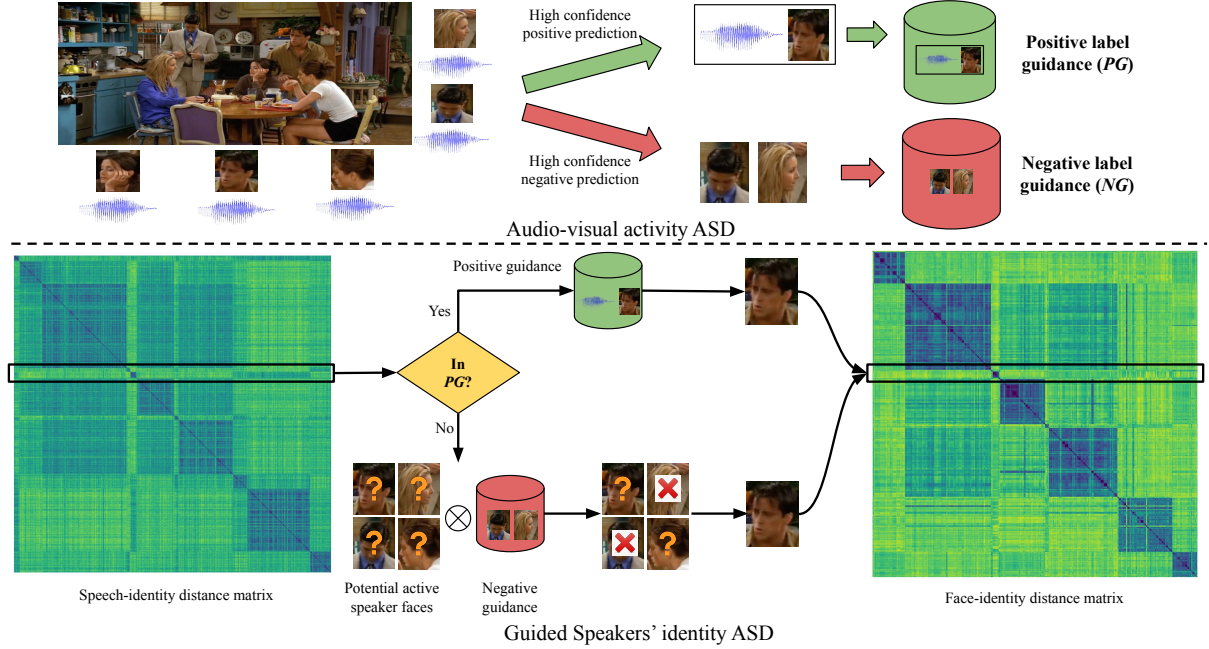 High confidence
positive prediction
Positive label
guidance (PG)
High confidence
negative prediction
Negative label
guidance (NG)
Audio-visual activity ASD
Positive guidance
Yes
In
PG?
No
?
?
?
?
?
?
Potential active
speaker faces
Negative
guidance
Speech-identity distance matrix
Face-identity distance matrix
Guided Speakers' identity ASD